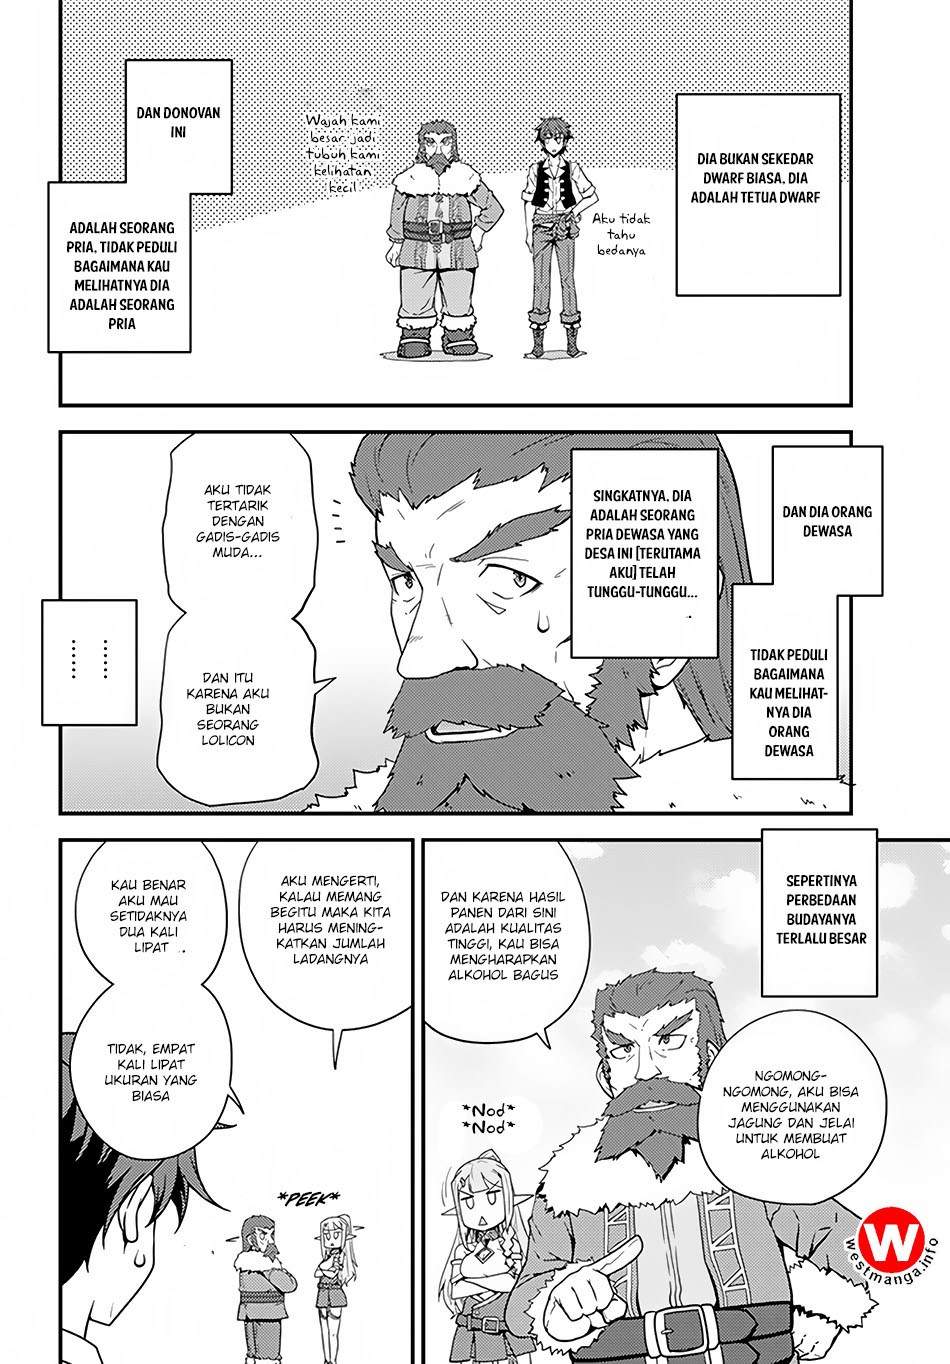 DIA BUKAN SEKEDAR
DWARF BIASA. DIA
ADALAH TETUA DWARF
Aku tidak
tahu
bedanya
Wajah kami
besar jadi
tubuh kami
kelihatan
kecil
DAN DONOVAN
INI
ADALAH SEORANG
PRIA. TIDAK PEDULI
BAGAIMANA KAU
MELIHATNYA DIA
ADALAH SEORANG
PRIA
DAN DIA ORANG
DEWASA
TIDAK PEDULI
BAGAIMANA
KAU MELIHAT-
NYA DIA
ORANG
DEWASA
SINGKATNYA. DIA
ADALAH SEORANG
PRIA DEWASA YANG
DESA INI [TERUTAMA
AKU] TELAH
TUNGGU-TUNGGU...
AKU TIDAK
TERTARIK
DENGAN
GADIS-GADIS
MUDA...
DAN ITU
KARENA AKU
BUKAN
SEORANG
LOLICON
SEPERTINYA
PERBEDAAN
BUDAYANYA
TERLALU BESAR
NGOMONG-
NGOMONG, AKU BISA
MENGGUNAKAN
JAGUNG DAN JELAI
UNTUK MEMBUAT
ALKOHOL
DAN KARENA HASIL
PANEN DARI SINI
ADALAH KUALITAS
TINGGI, KAU BISA
MENGHARAPKAN
ALKOHOL BAGUS
*Nod*
*Nod*
AKU MENGERTI,
KALAU MEMANG
BEGITU MAKA KITA
HARUS MENING-
KATKAN JUMLAH
LADANGNYA
KAU BENAR
AKU MAU
SETIDAKNYA
DUA KALI
LIPAT
TIDAK, EMPAT
KALI LIPAT
UKURAN YANG
BIASA
*PEEK*
W
westmanga.info